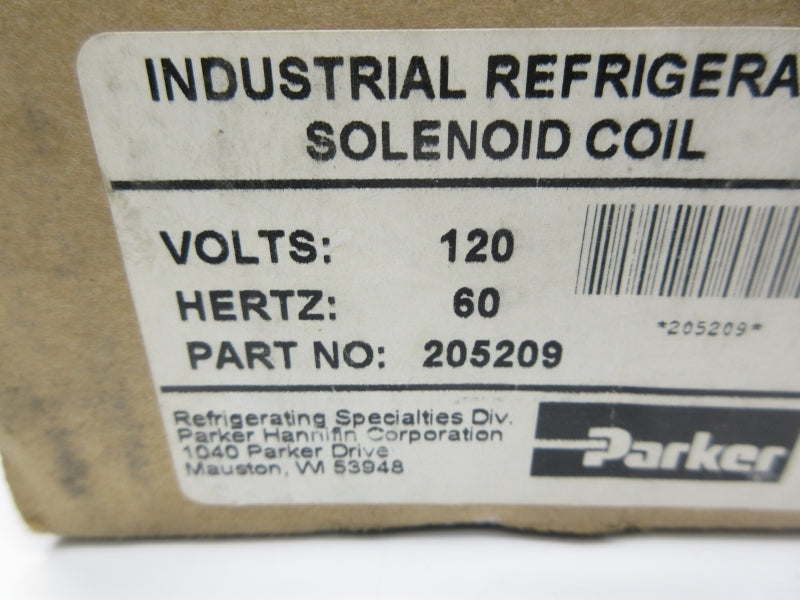 INDUSTRIAL REFRIGERA
SOLENOID COIL
VOLTS: 120
HERTZ: 60
PART NO: 205209
*205209*
Refrigerating Specialties Div.
Parker Hannifin Corporation
1040 Parker Drive
Mauston, WI 53948
Parker